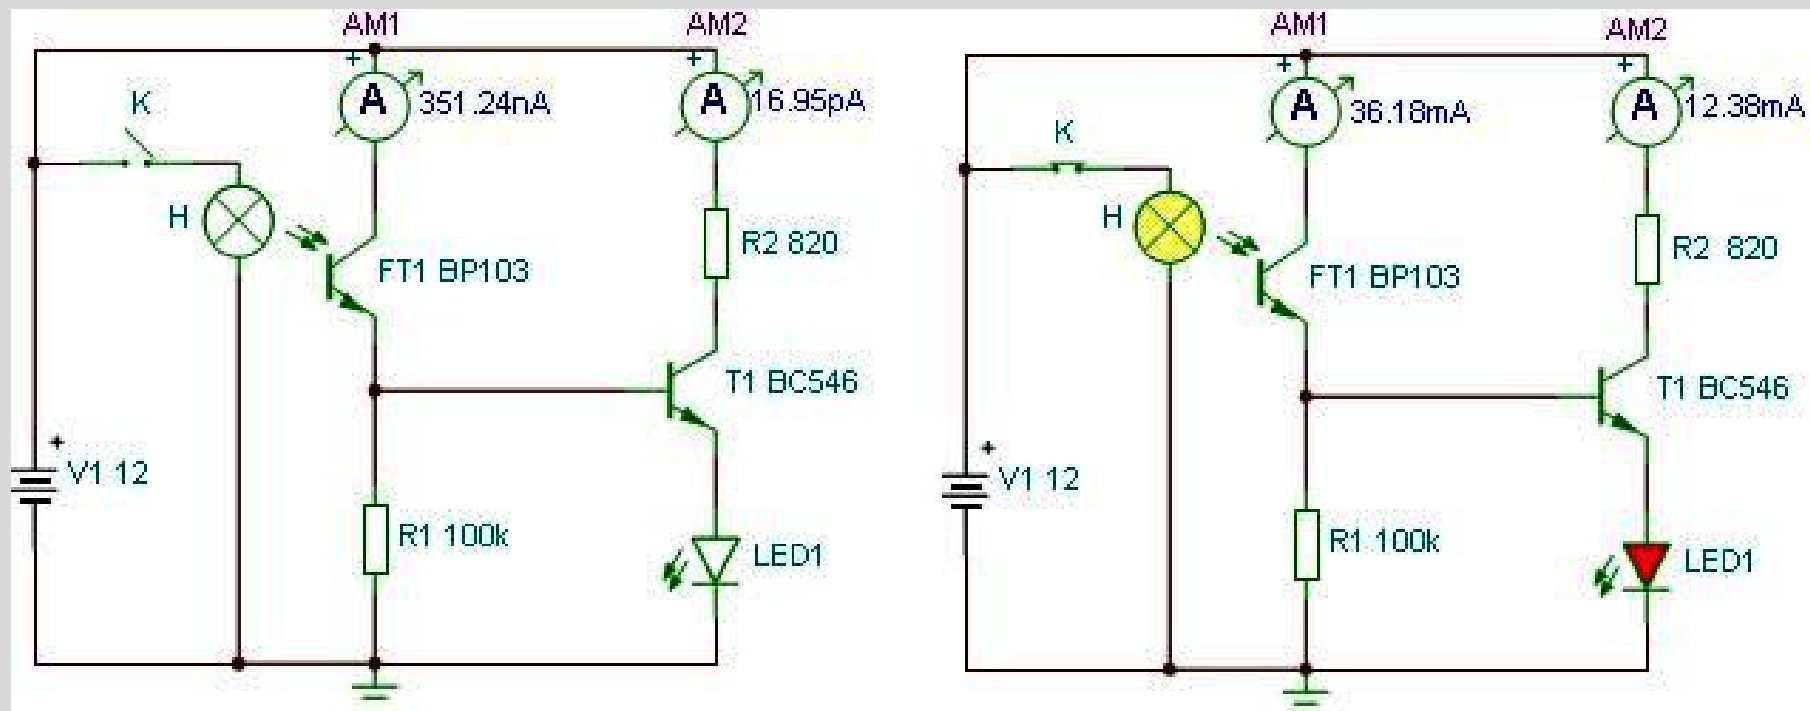 AM1
AM2
+
A
351.24nA
+
A
16.95pA
K
H
R2 820
FT1 BP103
T1 BC546
+
V1 12
R1 100k
LED1
AM1
AM2
+
A
36.18mA
+
A
12.38mA
K
H
R2 820
FT1 BP103
T1 BC546
+
V1 12
R1 100k
LED1